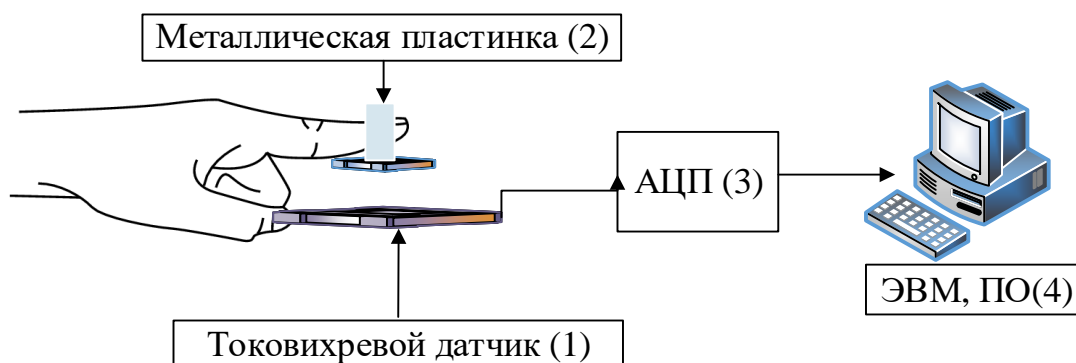 Металлическая пластинка (2)
АЦП (3)
ЭВМ, ПО(4)
Токовихревой датчик (1)